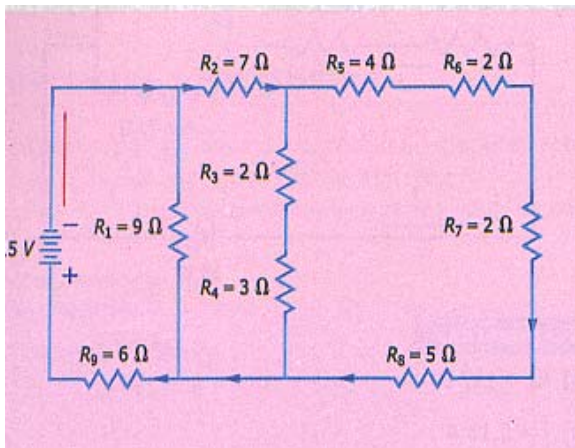 R₂ = 7 Ω R₅ = 4 Ω R₆ = 2 Ω
R₃ = 2 Ω
R₁ = 9 Ω R₇ = 2 Ω
.5 V
−
+
R₄ = 3 Ω
R₉ = 6 Ω R₈ = 5 Ω